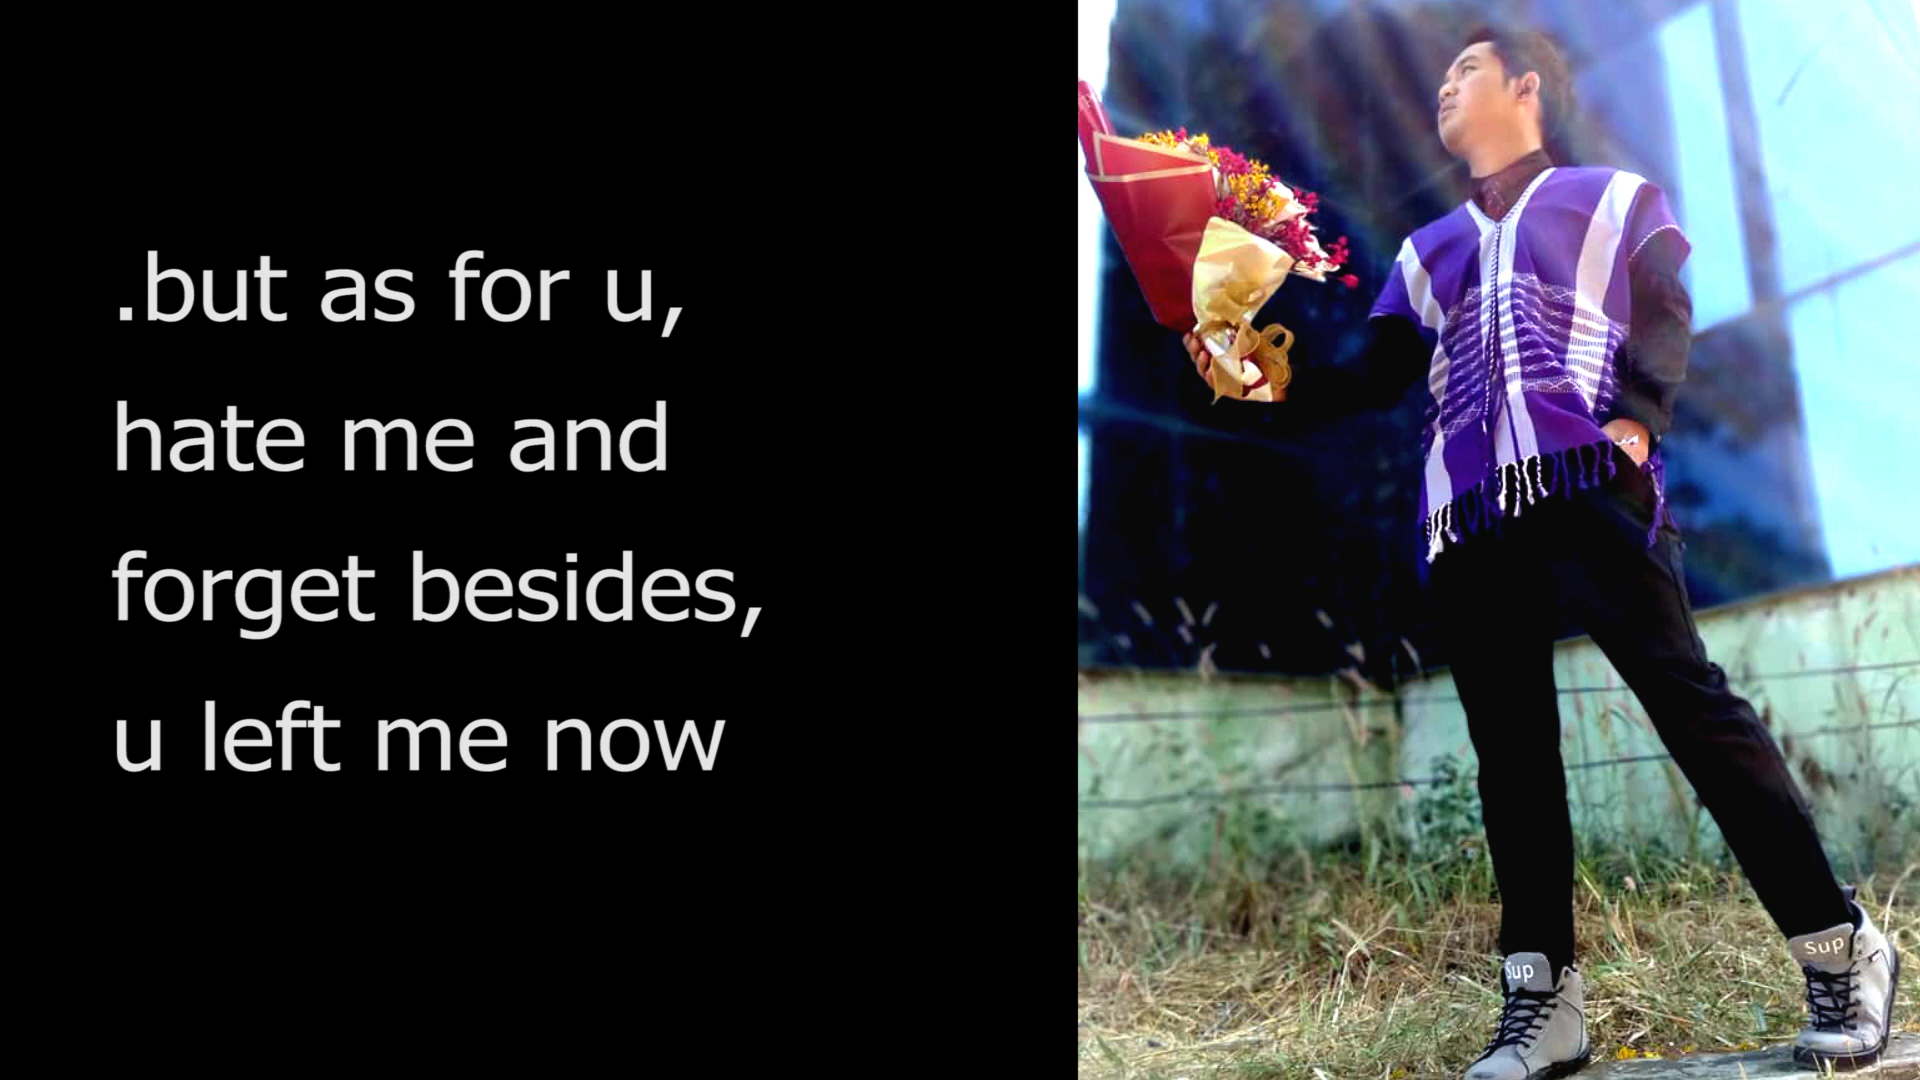 .but as for u,
hate me and
forget besides,
u left me now
Sup
Sup